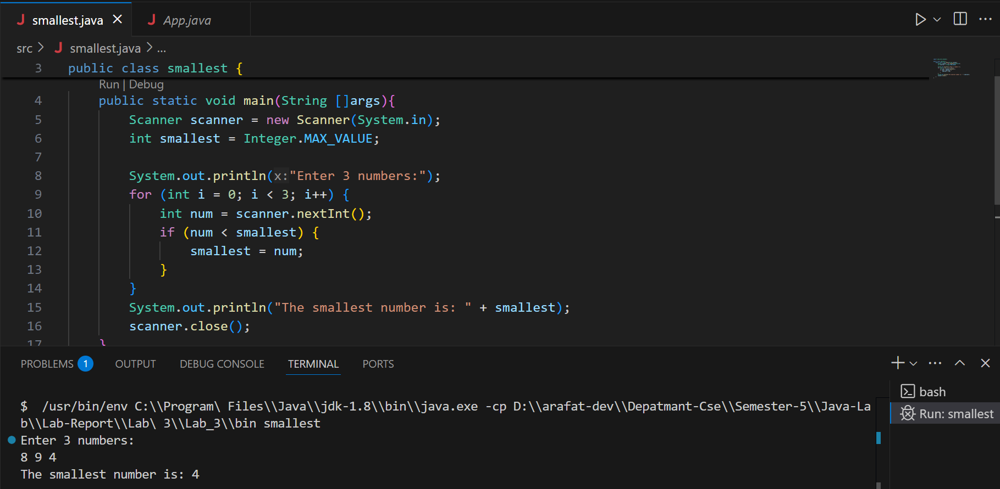 smallest.java App.java
src > smallest.java > ...
3 public class smallest {
Run | Debug
4 public static void main(String []args){
5 Scanner scanner = new Scanner(System.in);
6 int smallest = Integer.MAX_VALUE;
7
8 System.out.println(x:"Enter 3 numbers:");
9 for (int i = 0; i < 3; i++) {
10 int num = scanner.nextInt();
11 if (num < smallest) {
12 smallest = num;
13 }
14 }
15 System.out.println("The smallest number is: " + smallest);
16 scanner.close();
17 }
PROBLEMS 1 OUTPUT DEBUG CONSOLE TERMINAL PORTS
bash
Run: smallest
$  /usr/bin/env C:\\Program\ Files\\Java\\jdk-1.8\\bin\\java.exe -cp D:\\arafat-dev\\Depatmant-Cse\\Semester-5\\Java-La
b\\Lab-Report\\Lab\ 3\\Lab_3\\bin smallest
Enter 3 numbers:
8 9 4
The smallest number is: 4